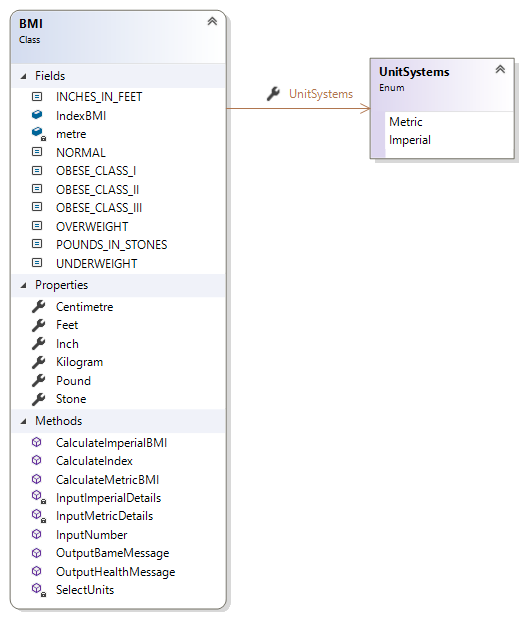 BMI
Class
Fields
INCHES_IN_FEET
IndexBMI
metre
NORMAL
OBESE_CLASS_I
OBESE_CLASS_II
OBESE_CLASS_III
OVERWEIGHT
POUNDS_IN_STONES
UNDERWEIGHT
Properties
Centimetre
Feet
Inch
Kilogram
Pound
Stone
Methods
CalculateImperialBMI
CalculateIndex
CalculateMetricBMI
InputImperialDetails
InputMetricDetails
InputNumber
OutputBameMessage
OutputHealthMessage
SelectUnits
UnitSystems
UnitSystems
Enum
Metric
Imperial